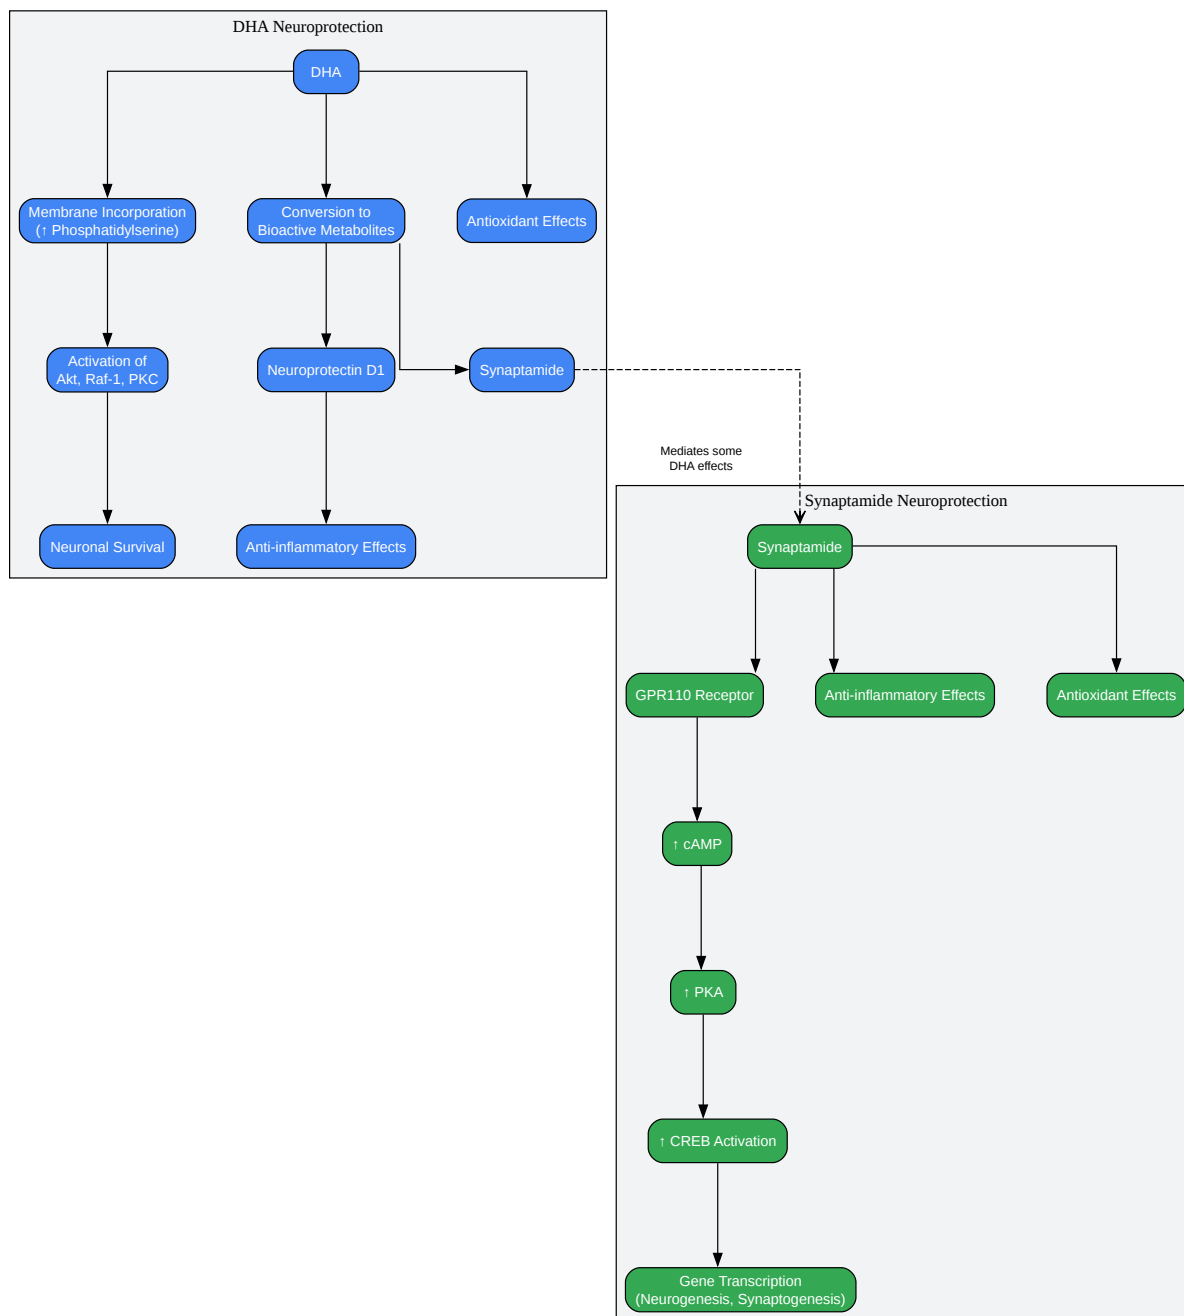 DHA Neuroprotection
DHA
Membrane Incorporation
(↑ Phosphatidylserine)
Conversion to
Bioactive Metabolites
Antioxidant Effects
Activation of
Akt, Raf-1, PKC
Neuroprotectin D1
Synaptamide
Mediates some
DHA effects
Neuronal Survival
Anti-inflammatory Effects
Synaptamide Neuroprotection
Synaptamide
GPR110 Receptor
Anti-inflammatory Effects
Antioxidant Effects
↑ cAMP
↑ PKA
↑ CREB Activation
Gene Transcription
(Neurogenesis, Synaptogenesis)